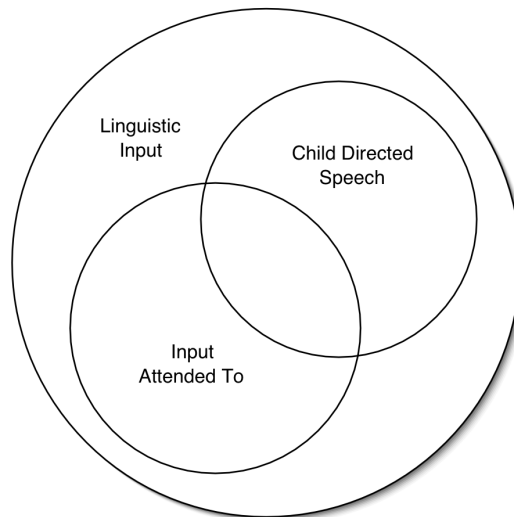 Linguistic
Input
Child Directed
Speech
Input
Attended To